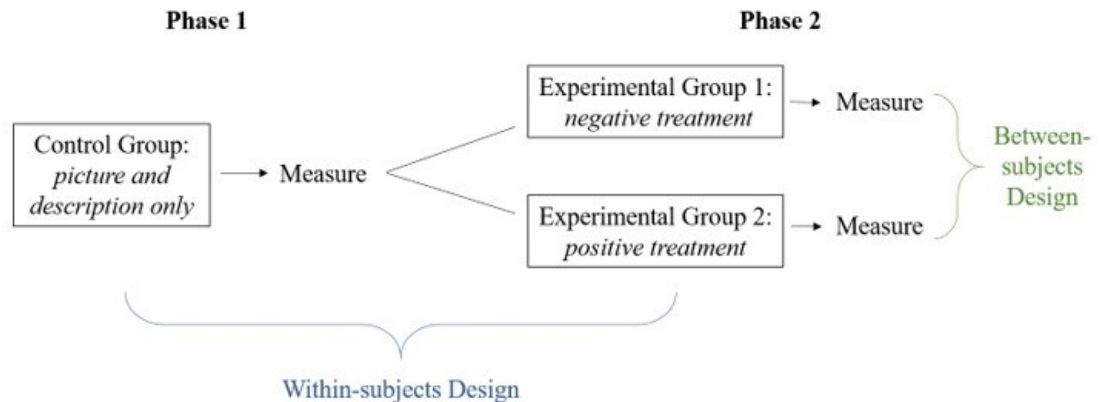 Phase 1
Phase 2
Control Group:
picture and
description only
Measure
Experimental Group 1:
negative treatment
Measure
Experimental Group 2:
positive treatment
Measure
Between-
subjects
Design
Within-subjects Design